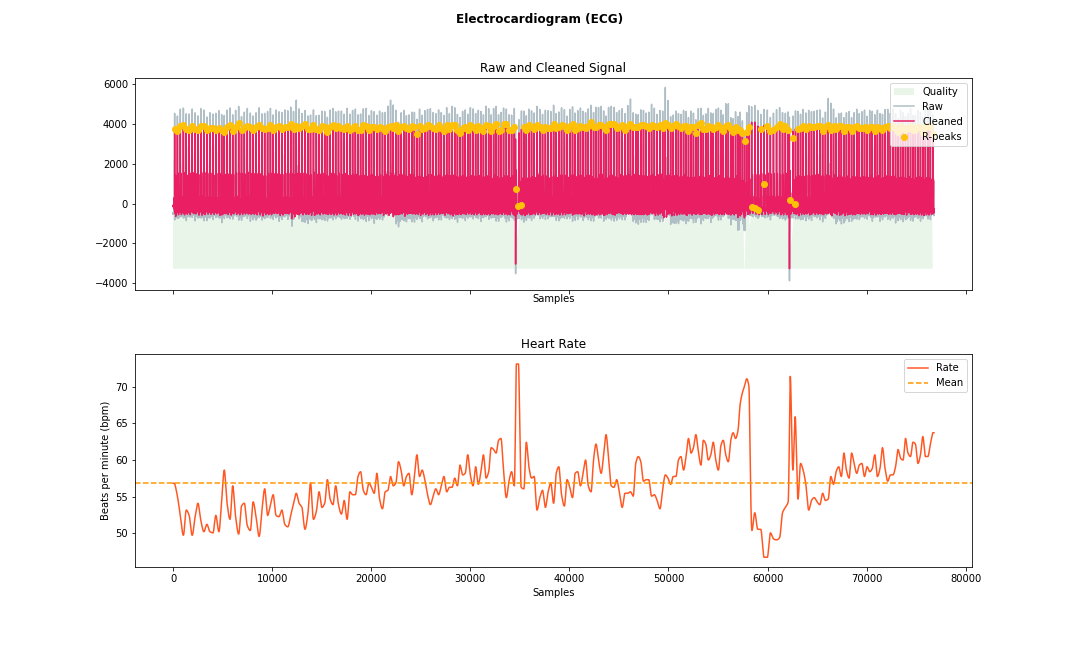 Electrocardiogram (ECG)
Raw and Cleaned Signal
6000
4000
2000
0
−2000
−4000
Quality
Raw
Cleaned
R-peaks
Samples
Heart Rate
Beats per minute (bpm)
70
65
60
55
50
Rate
Mean
0 10000 20000 30000 40000 50000 60000 70000 80000
Samples